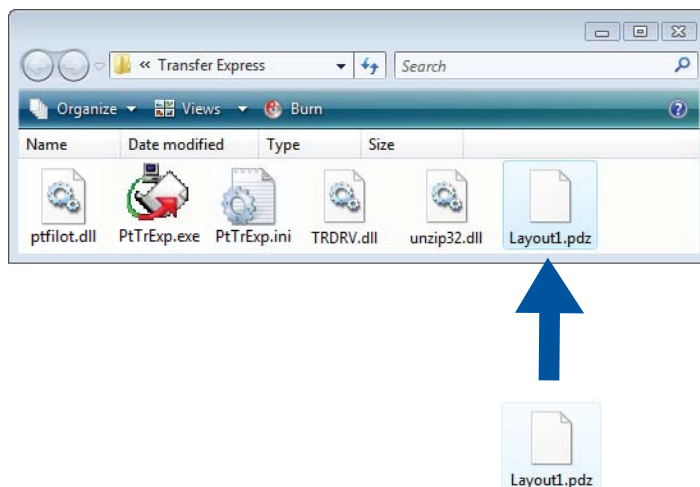 « Transfer Express
Search
Organize Views Burn
Name Date modified Type Size
ptfilot.dll PtTrExp.exe PtTrExp.ini TRDRV.dll unzip32.dll Layout1.pdz
Layout1.pdz